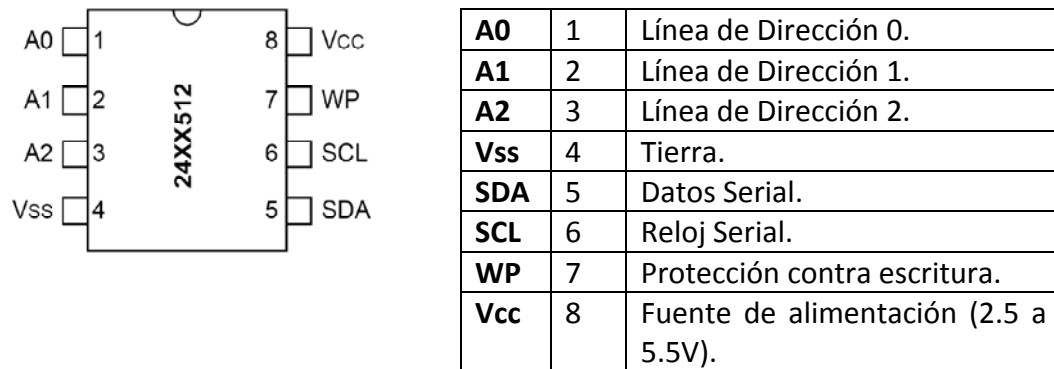 A0 1 8 Vcc
A1 2 7 WP
A2 3 6 SCL
Vss 4 5 SDA
24XX512
A0 1 Línea de Dirección 0.
A1 2 Línea de Dirección 1.
A2 3 Línea de Dirección 2.
Vss 4 Tierra.
SDA 5 Datos Serial.
SCL 6 Reloj Serial.
WP 7 Protección contra escritura.
Vcc 8 Fuente de alimentación (2.5 a
5.5V).